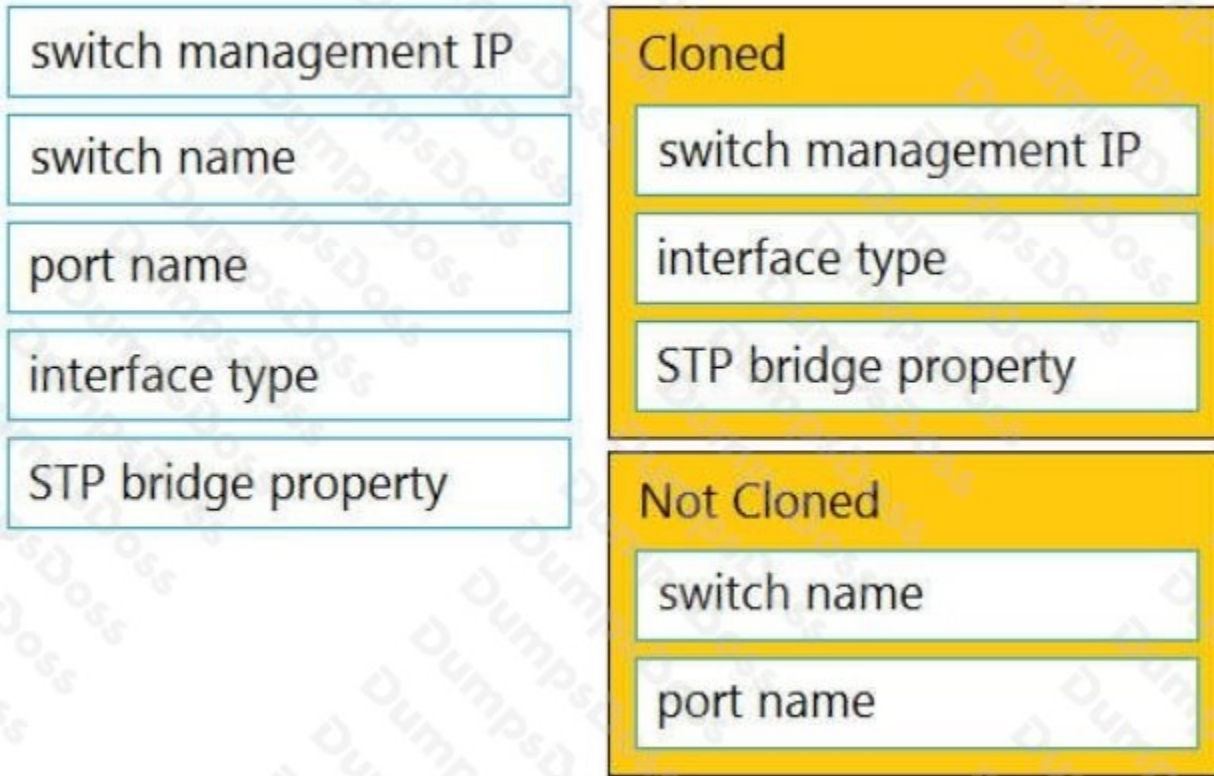 switch management IP
switch name
port name
interface type
STP bridge property
Cloned
switch management IP
interface type
STP bridge property
Not Cloned
switch name
port name
DumpsDoss